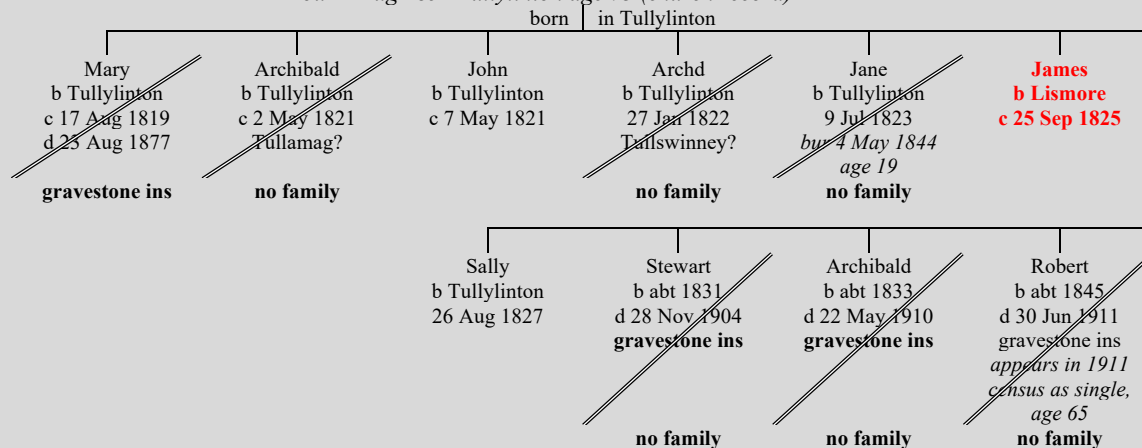 born in Tullylinton
Mary
b Tullylinton
c 17 Aug 1819
d 23 Aug 1877
gravestone ins
Archibald
b Tullylinton
c 2 May 1821
Tullamag?
no family
John
b Tullylinton
c 7 May 1821
Archd
b Tullylinton
27 Jan 1822
Tullswinney?
no family
Jane
b Tullylinton
9 Jul 1823
bur 4 May 1844
age 19
no family
James
b Lismore
c 25 Sep 1825
Sally
b Tullylinton
26 Aug 1827
Stewart
b abt 1831
d 28 Nov 1904
gravestone ins
no family
Archibald
b abt 1833
d 22 May 1910
gravestone ins
no family
Robert
b abt 1845
d 30 Jun 1911
gravestone ins
appears in 1911
census as single,
age 65
no family